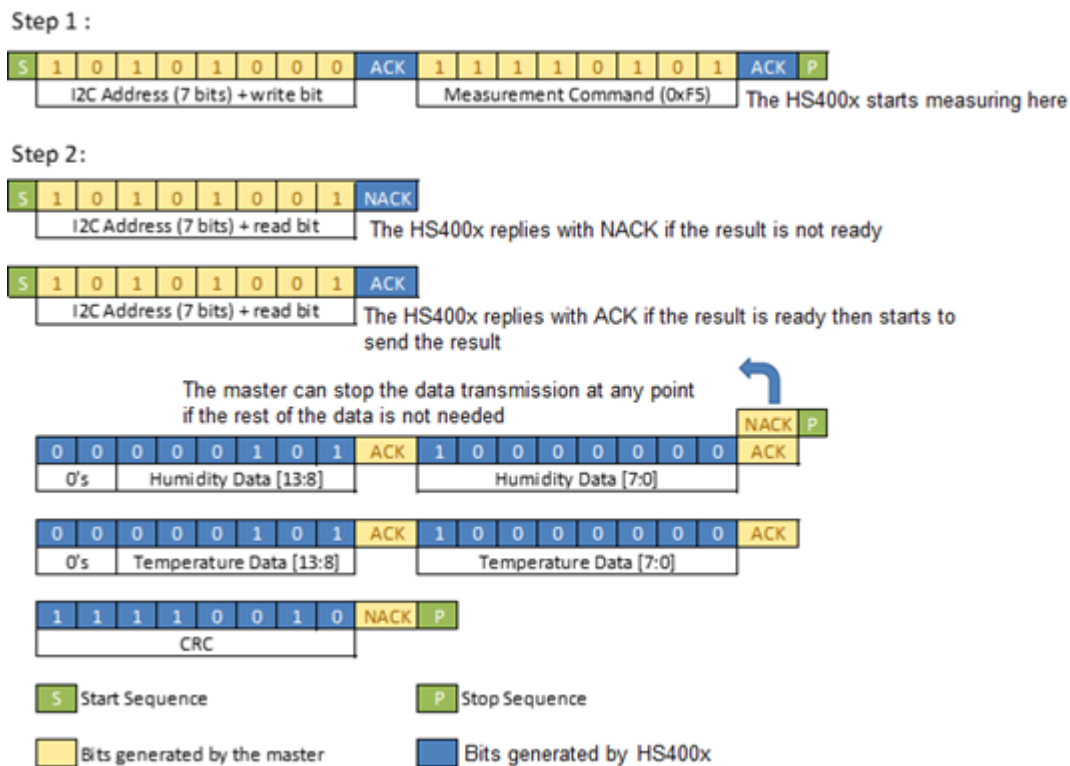 Step 1 :
S 1 0 1 0 1 0 0 0 ACK 1 1 1 1 0 1 0 1 ACK P
I2C Address (7 bits) +write bit Measurement Command (0xF5) The HS400x starts measuring here
Step 2:
S 1 0 1 0 1 0 0 1 NACK
I2C Address (7 bits) + read bit The HS400x replies with NACK if the result is not ready
S 1 0 1 0 1 0 0 1 ACK
I2C Address (7 bits) + read bit The HS400x replies with ACK if the result is ready then starts to
send the result
The master can stop the data transmission at any point
if the rest of the data is not needed
NACK P
0 0 0 0 0 1 0 1 ACK 1 0 0 0 0 0 0 0 ACK
0's Humidity Data [13:8] Humidity Data [7:0]
0 0 0 0 0 1 0 1 ACK 1 0 0 0 0 0 0 0 ACK
0's Temperature Data [13:8] Temperature Data [7:0]
1 1 1 1 0 0 1 0 NACK P
CRC
S Start Sequence P Stop Sequence
Bits generated by the master Bits generated by HS400x